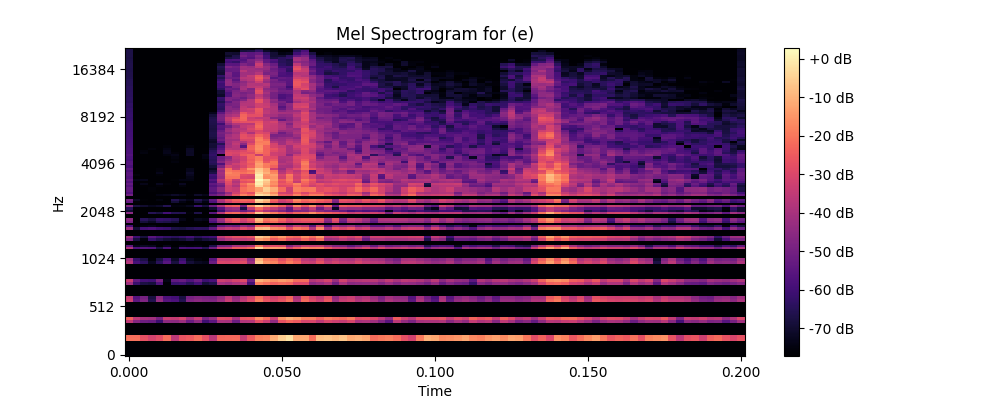 Mel Spectrogram for (e)
16384
8192
4096
2048
1024
512
0
Hz
0.000
0.050
0.100
0.150
0.200
Time
+0 dB
-10 dB
-20 dB
-30 dB
-40 dB
-50 dB
-60 dB
-70 dB